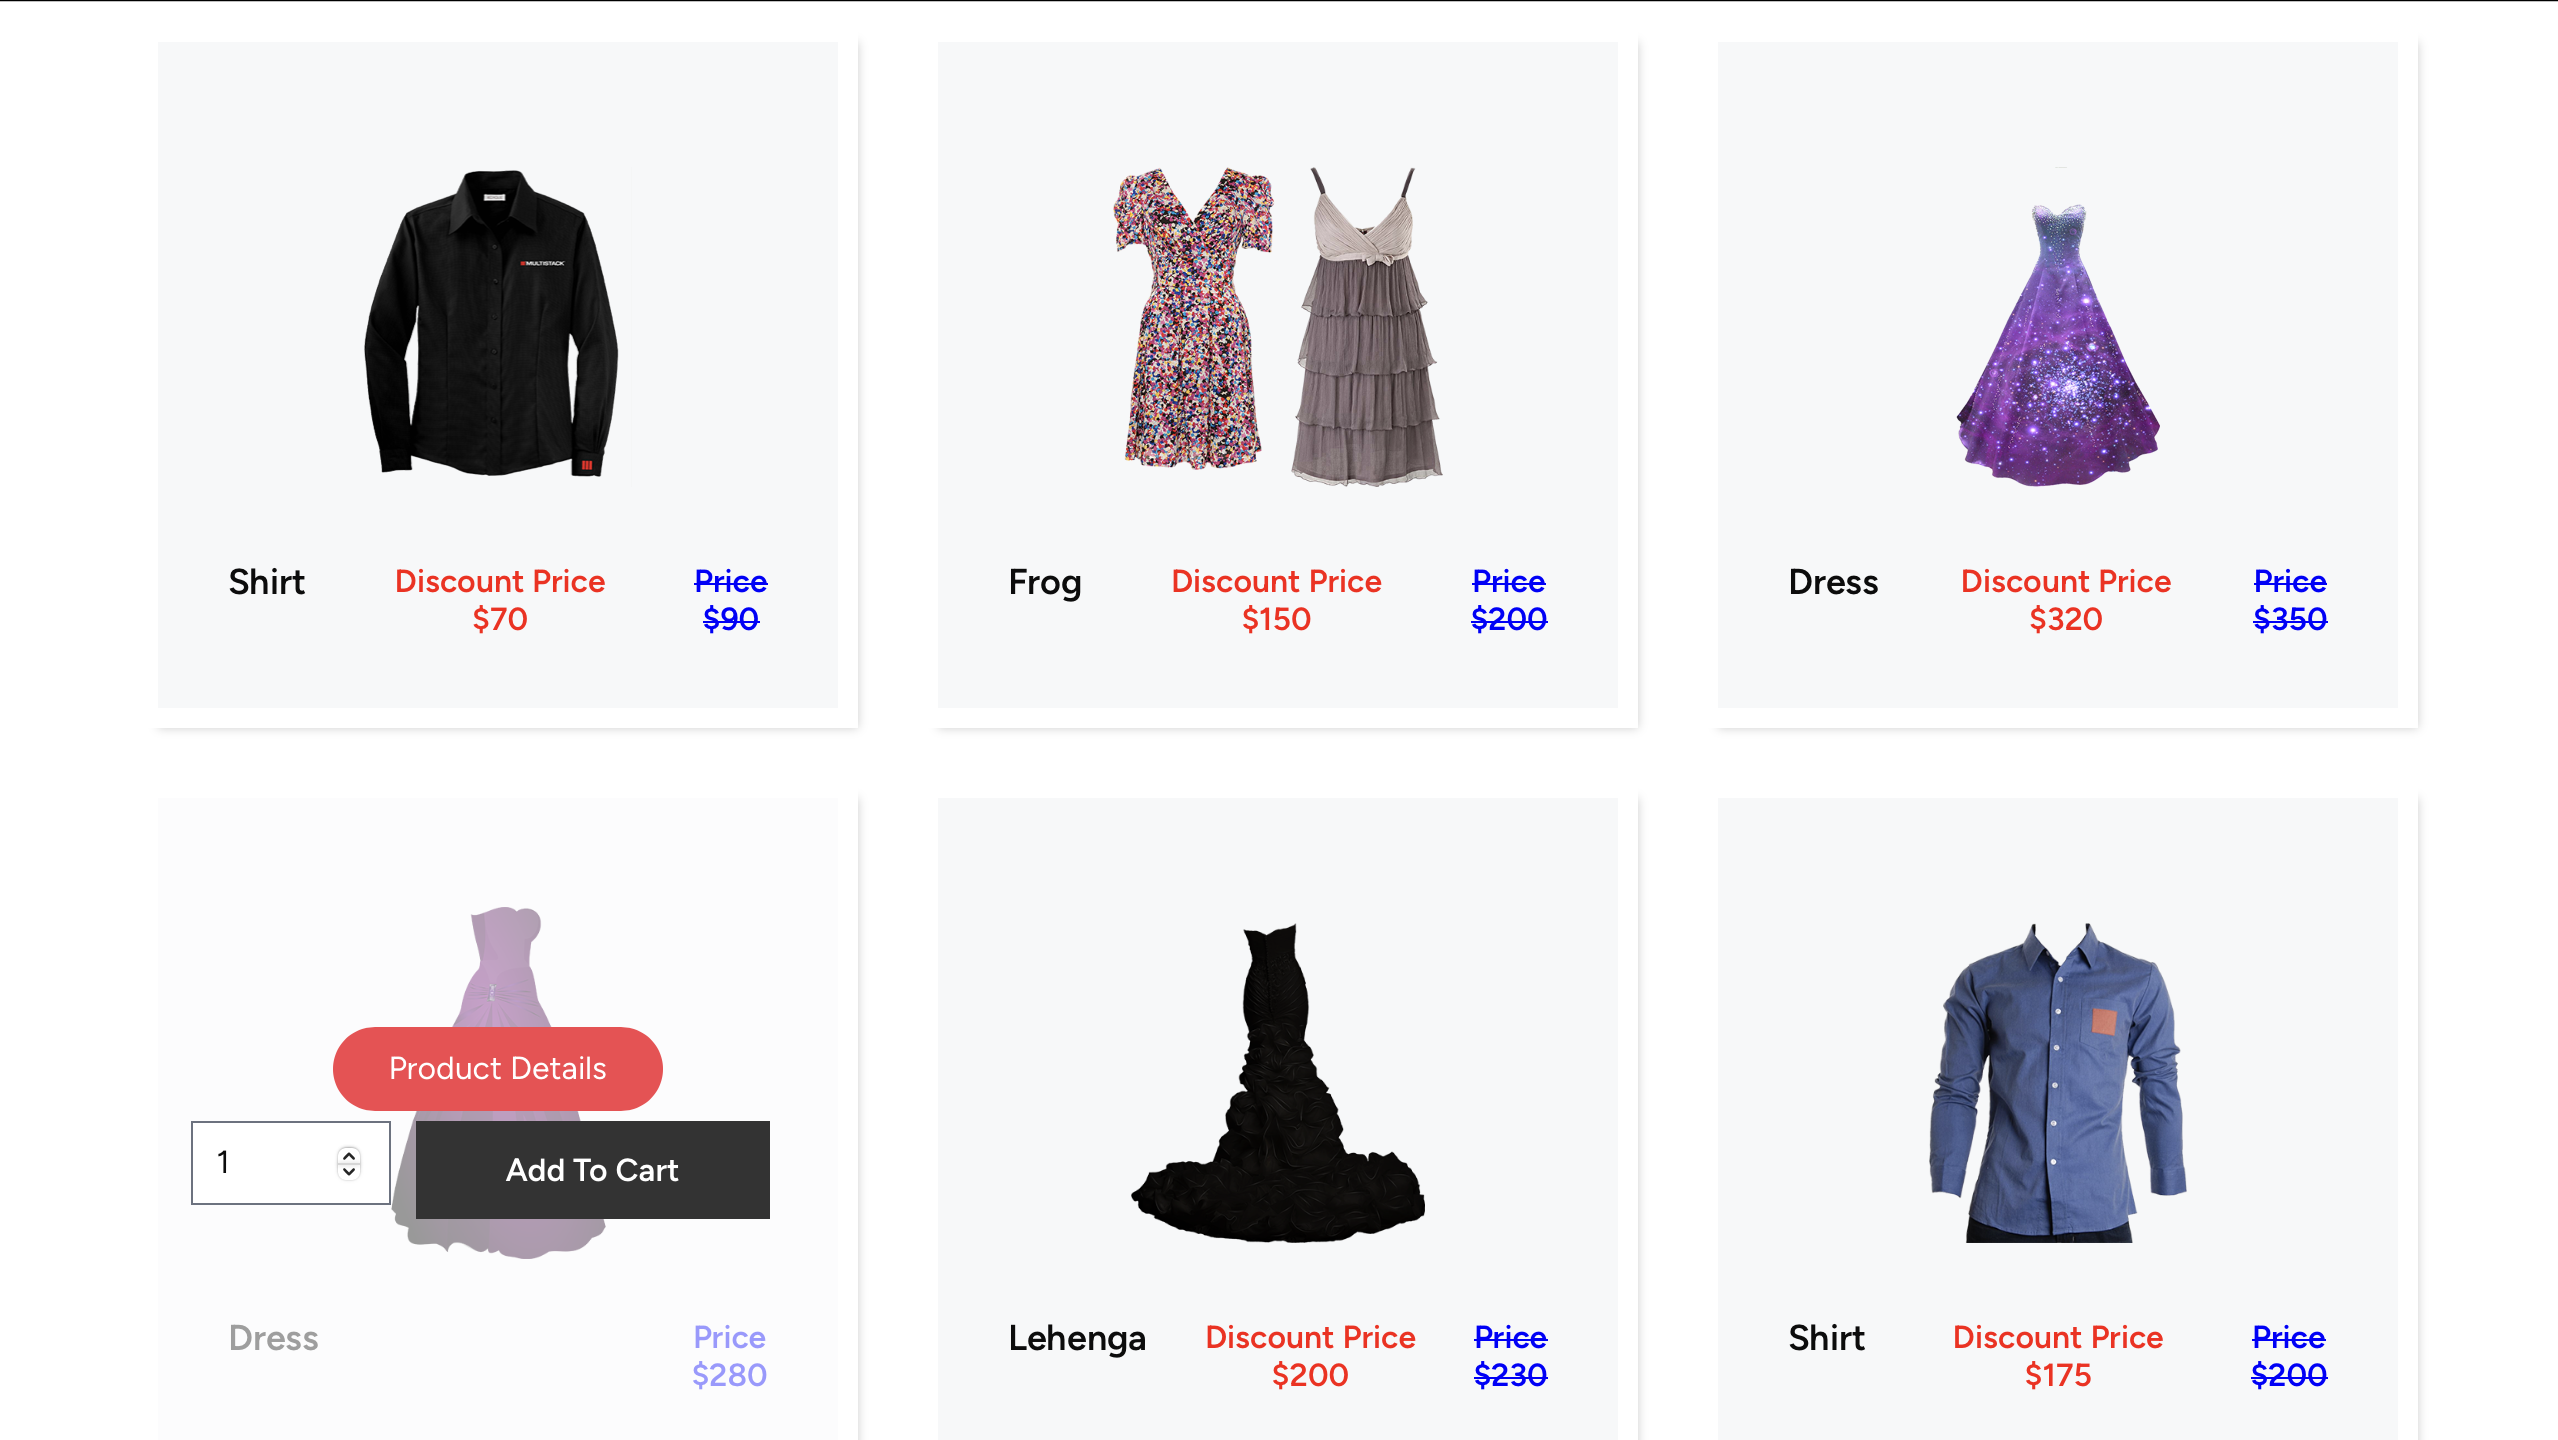 MULTISTACK
Shirt
Discount Price
$70
Price
$90
Frog
Discount Price
$150
Price
$200
Dress
Discount Price
$320
Price
$350
Product Details
1
Add To Cart
Dress
Price
$280
Lehenga
Discount Price
$200
Price
$230
Shirt
Discount Price
$175
Price
$200